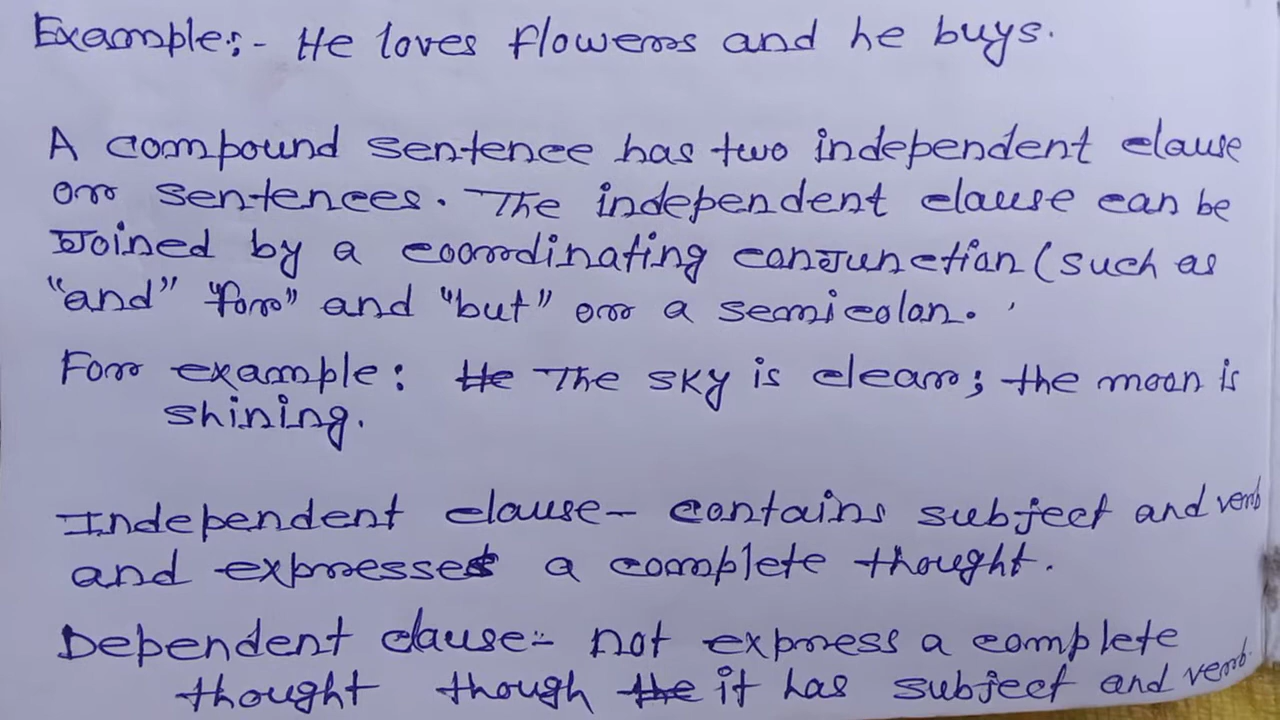 Example:- He loves flowers and he buys.
A compound sentence has two independent clause
or sentences. The independent clause can be
Joined by a coordinating conJunction (such as
"and" "for" and "but" or a semicolon.
For example: He The sky is clear; the moon is
shining.
Independent clause- contains subject and verb
and expresses a complete thought.
Dependent clause:- not express a complete
thought though the it has subject and verb.